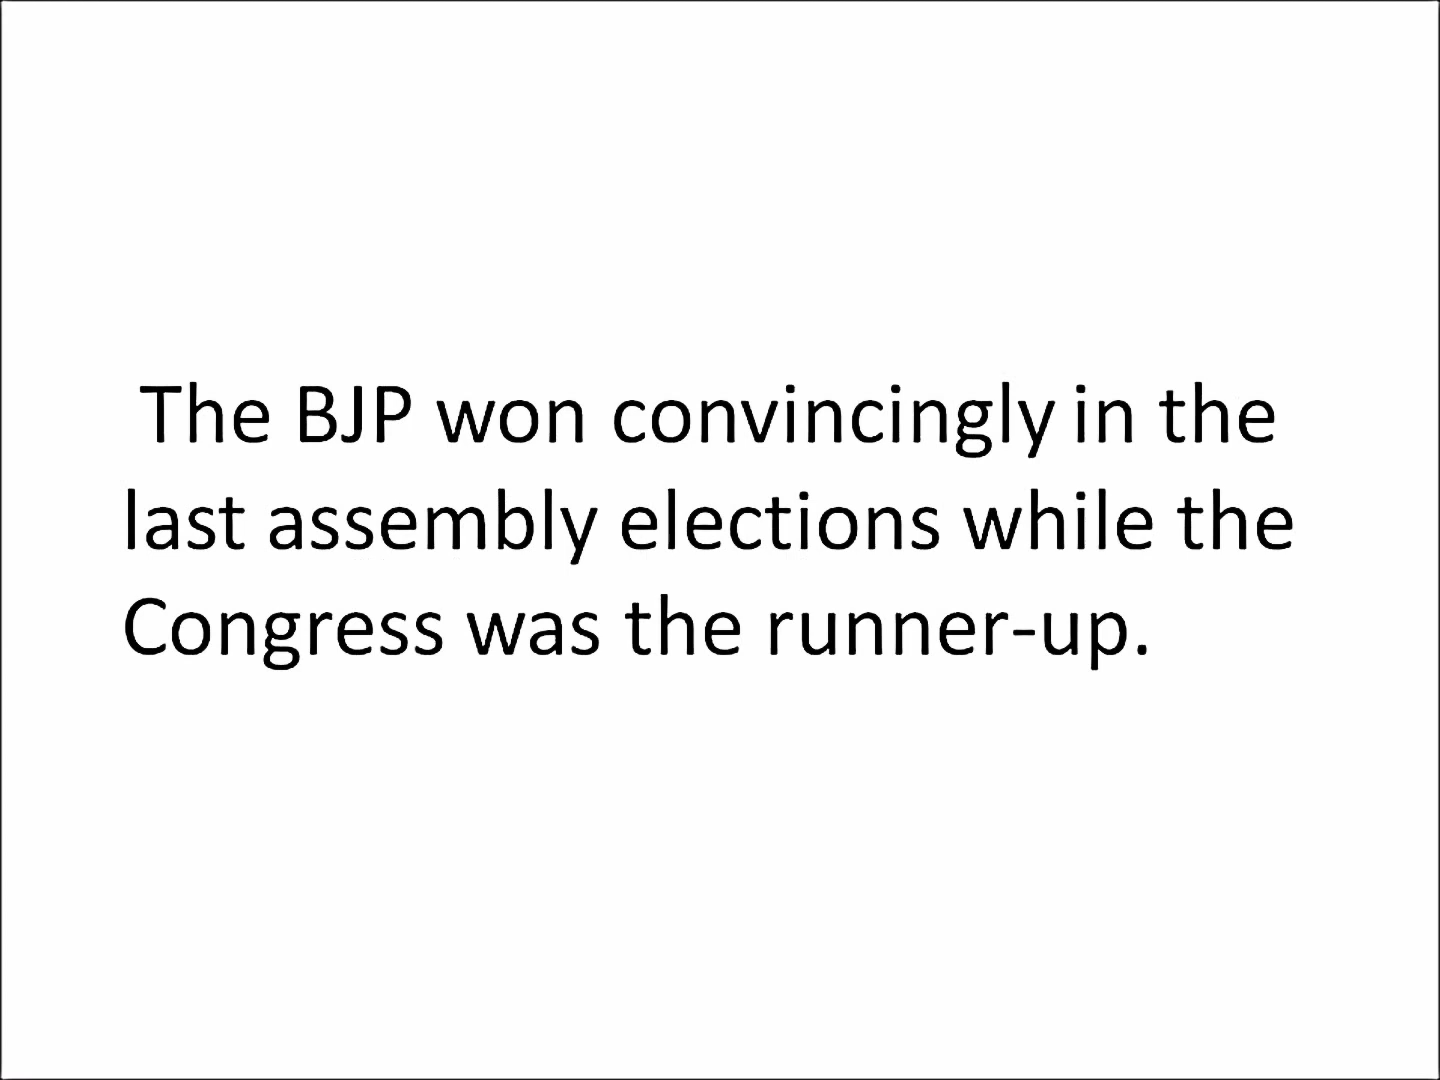 The BJP won convincingly in the
last assembly elections while the
Congress was the runner-up.